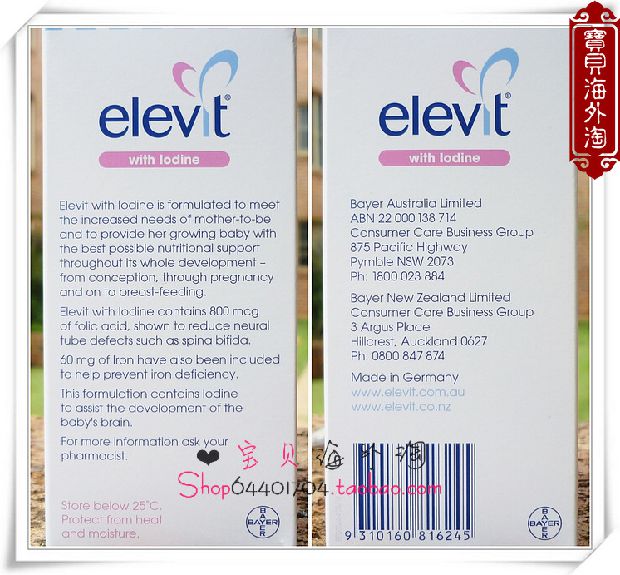 elevit®
with Iodine
Elevit with Iodine is formulated to meet
the increased needs of mother-to-be
and to provide her growing baby with
the best possible nutritional support
throughout its whole development –
from conception, through pregnancy
and on to breast-feeding.
Elevit with Iodine contains 800 mcg
of folic acid, shown to reduce neural
tube defects such as spina bifida.
60 mg of Iron have also been included
to help prevent iron deficiency.
This formulation contains Iodine
to assist the development of the
baby's brain.
For more information ask your
pharmacist.
Store below 25°C.
Protect from heat
and moisture.
BAYER
BAYER
elevit®
with Iodine
Bayer Australia Limited
ABN 22 000 138 714
Consumer Care Business Group
875 Pacific Highway
Pymble NSW 2073
Ph: 1800 023 884
Bayer New Zealand Limited
Consumer Care Business Group
3 Argus Place
Hillcrest, Auckland 0627
Ph: 0800 847 874
Made in Germany
www.elevit.com.au
www.elevit.co.nz
9 310160 816245
BAYER
BAYER
寶貝海外淘
❤宝贝海外淘
Shop64401704.taobao.com